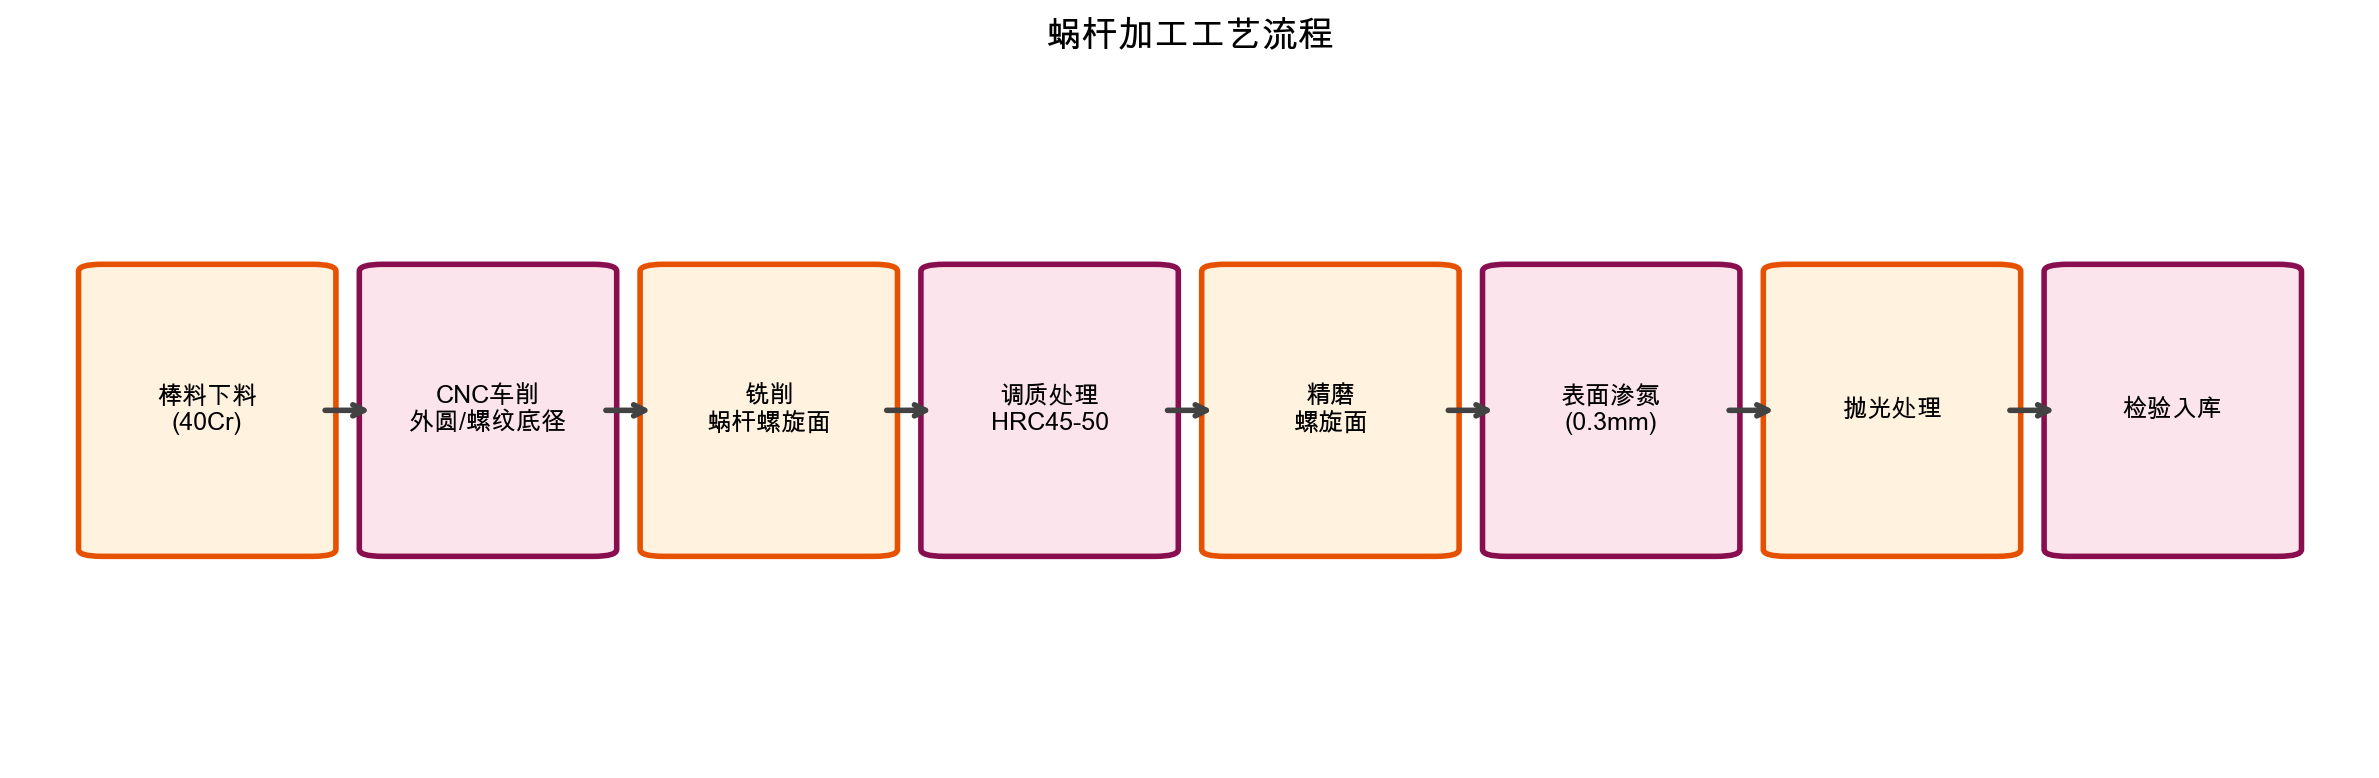 蜗杆加工工艺流程
棒料下料
(40Cr)
CNC车削
外圆/螺纹底径
铣削
蜗杆螺旋面
调质处理
HRC45-50
精磨
螺旋面
表面渗氮
(0.3mm)
抛光处理
检验入库